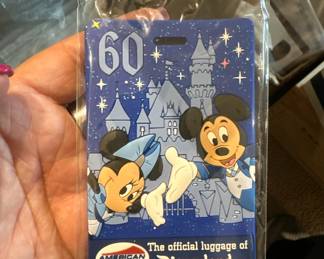 60
The official luggage of
AMERICAN